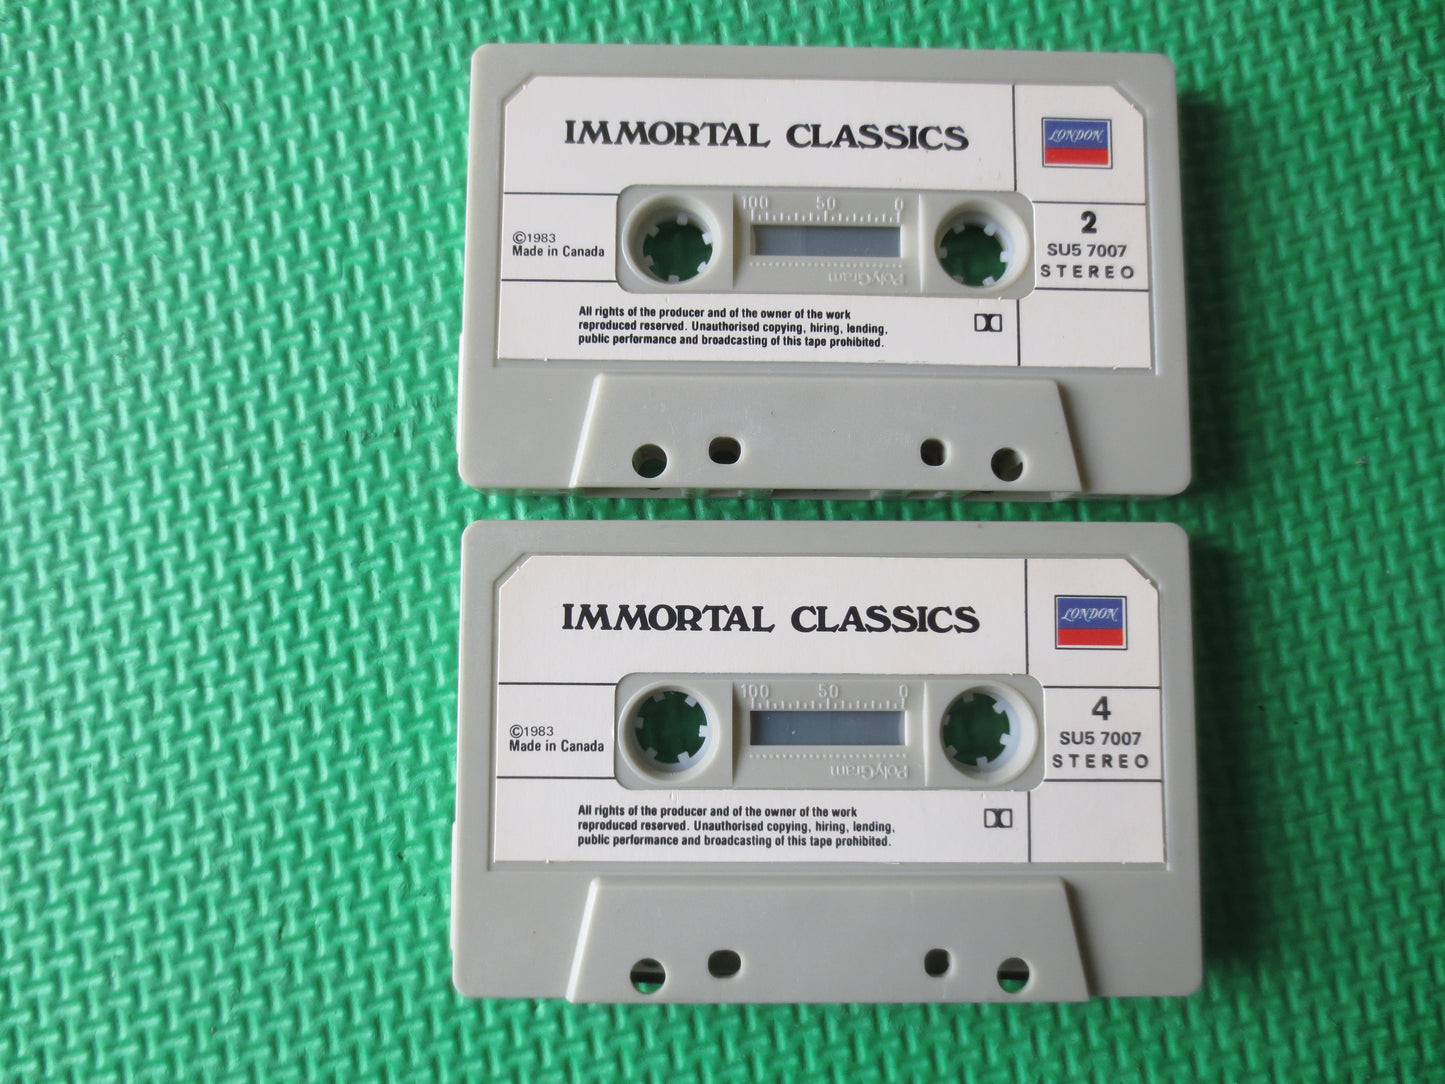 IMMORTAL CLASSICS
LONDON
100 50 0
©1983
Made in Canada
2
SU5 7007
STEREO
PolyGram
All rights of the producer and of the owner of the work
reproduced reserved. Unauthorised copying, hiring, lending,
public performance and broadcasting of this tape prohibited.
IMMORTAL CLASSICS
LONDON
100 50 0
©1983
Made in Canada
4
SU5 7007
STEREO
PolyGram
All rights of the producer and of the owner of the work
reproduced reserved. Unauthorised copying, hiring, lending,
public performance and broadcasting of this tape prohibited.